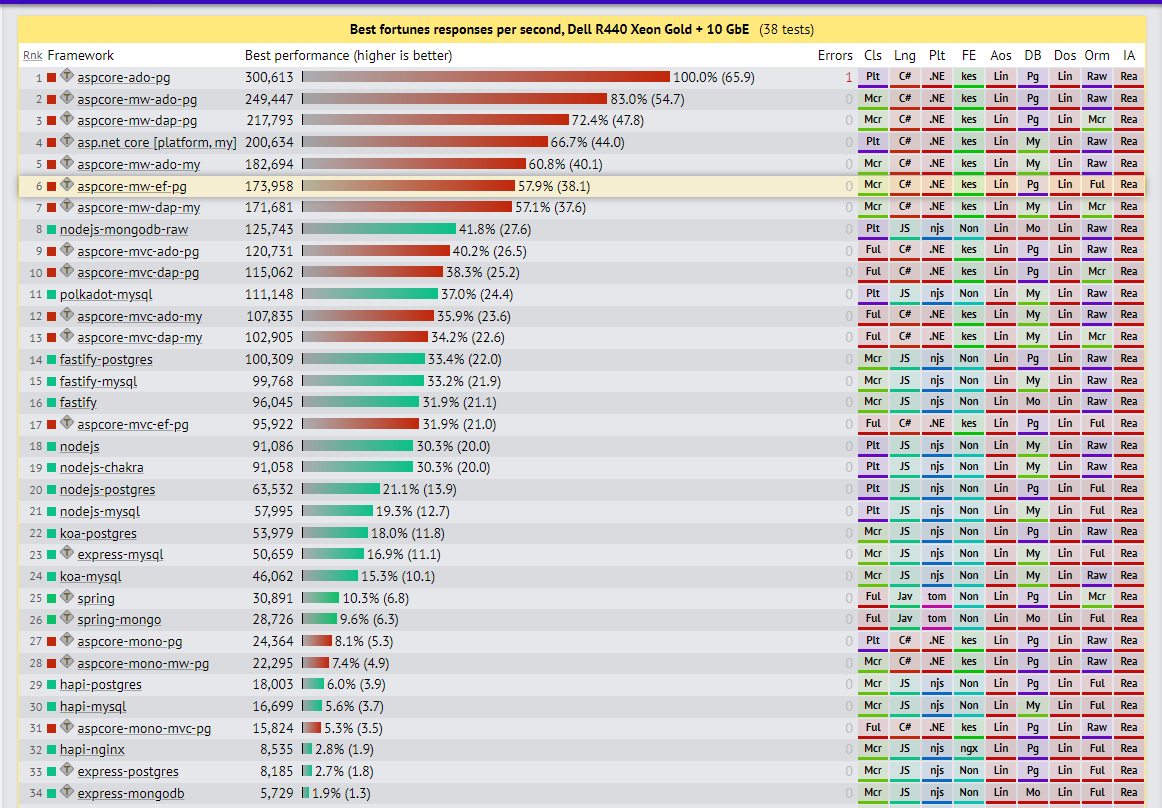 Best fortunes responses per second, Dell R440 Xeon Gold + 10 GbE (38 tests)
Rnk Framework Best performance (higher is better) Errors Cls Lng Plt FE Aos DB Dos Orm IA
1 T aspcore-ado-pg 300,613 100.0% (65.9) 1 Plt C# .NE kes Lin Pg Lin Raw Rea
2 T aspcore-mw-ado-pg 249,447 83.0% (54.7) 0 Mcr C# .NE kes Lin Pg Lin Raw Rea
3 T aspcore-mw-dap-pg 217,793 72.4% (47.8) 0 Mcr C# .NE kes Lin Pg Lin Mcr Rea
4 T asp.net core [platform, my] 200,634 66.7% (44.0) 0 Plt C# .NE kes Lin My Lin Raw Rea
5 T aspcore-mw-ado-my 182,694 60.8% (40.1) 0 Mcr C# .NE kes Lin My Lin Raw Rea
6 T aspcore-mw-ef-pg 173,958 57.9% (38.1) 0 Mcr C# .NE kes Lin Pg Lin Ful Rea
7 T aspcore-mw-dap-my 171,681 57.1% (37.6) 0 Mcr C# .NE kes Lin My Lin Mcr Rea
8 nodejs-mongodb-raw 125,743 41.8% (27.6) 0 Plt JS njs Non Lin Mo Lin Raw Rea
9 T aspcore-mvc-ado-pg 120,731 40.2% (26.5) 0 Ful C# .NE kes Lin Pg Lin Raw Rea
10 T aspcore-mvc-dap-pg 115,062 38.3% (25.2) 0 Ful C# .NE kes Lin Pg Lin Mcr Rea
11 polkadot-mysql 111,148 37.0% (24.4) 0 Plt JS njs Non Lin My Lin Raw Rea
12 T aspcore-mvc-ado-my 107,835 35.9% (23.6) 0 Ful C# .NE kes Lin My Lin Raw Rea
13 T aspcore-mvc-dap-my 102,905 34.2% (22.6) 0 Ful C# .NE kes Lin My Lin Mcr Rea
14 fastify-postgres 100,309 33.4% (22.0) 0 Mcr JS njs Non Lin Pg Lin Raw Rea
15 fastify-mysql 99,768 33.2% (21.9) 0 Mcr JS njs Non Lin My Lin Raw Rea
16 fastify 96,045 31.9% (21.1) 0 Mcr JS njs Non Lin Mo Lin Raw Rea
17 T aspcore-mvc-ef-pg 95,922 31.9% (21.0) 0 Ful C# .NE kes Lin Pg Lin Ful Rea
18 nodejs 91,086 30.3% (20.0) 0 Plt JS njs Non Lin My Lin Raw Rea
19 nodejs-chakra 91,058 30.3% (20.0) 0 Plt JS njs Non Lin My Lin Raw Rea
20 nodejs-postgres 63,532 21.1% (13.9) 0 Plt JS njs Non Lin Pg Lin Ful Rea
21 nodejs-mysql 57,995 19.3% (12.7) 0 Plt JS njs Non Lin My Lin Ful Rea
22 koa-postgres 53,979 18.0% (11.8) 0 Mcr JS njs Non Lin Pg Lin Raw Rea
23 T express-mysql 50,659 16.9% (11.1) 0 Mcr JS njs Non Lin My Lin Ful Rea
24 koa-mysql 46,062 15.3% (10.1) 0 Mcr JS njs Non Lin My Lin Raw Rea
25 T spring 30,891 10.3% (6.8) 0 Ful Jav tom Non Lin Pg Lin Mcr Rea
26 T spring-mongo 28,726 9.6% (6.3) 0 Ful Jav tom Non Lin Mo Lin Ful Rea
27 T aspcore-mono-pg 24,364 8.1% (5.3) 0 Plt C# .NE kes Lin Pg Lin Raw Rea
28 T aspcore-mono-mw-pg 22,295 7.4% (4.9) 0 Mcr C# .NE kes Lin Pg Lin Raw Rea
29 hapi-postgres 18,003 6.0% (3.9) 0 Mcr JS njs Non Lin Pg Lin Ful Rea
30 hapi-mysql 16,699 5.6% (3.7) 0 Mcr JS njs Non Lin My Lin Ful Rea
31 T aspcore-mono-mvc-pg 15,824 5.3% (3.5) 0 Ful C# .NE kes Lin Pg Lin Raw Rea
32 hapi-nginx 8,535 2.8% (1.9) 0 Mcr JS njs ngx Lin Pg Lin Ful Rea
33 T express-postgres 8,185 2.7% (1.8) 0 Mcr JS njs Non Lin Pg Lin Ful Rea
34 T express-mongodb 5,729 1.9% (1.3) 0 Mcr JS njs Non Lin Mo Lin Ful Rea